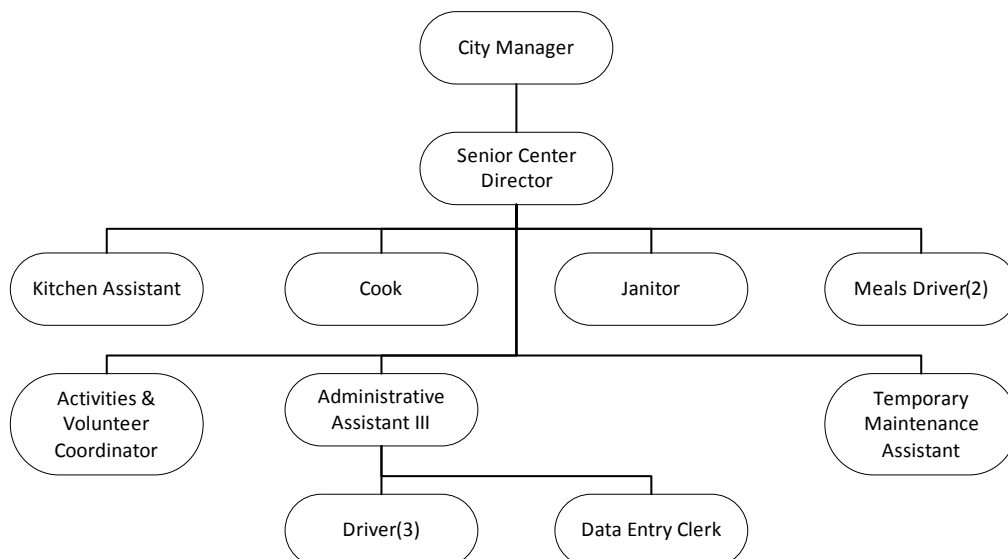 City Manager
Senior Center
Director
Kitchen Assistant
Cook
Janitor
Meals Driver(2)
Activities &
Volunteer
Coordinator
Administrative
Assistant III
Temporary
Maintenance
Assistant
Driver(3)
Data Entry Clerk